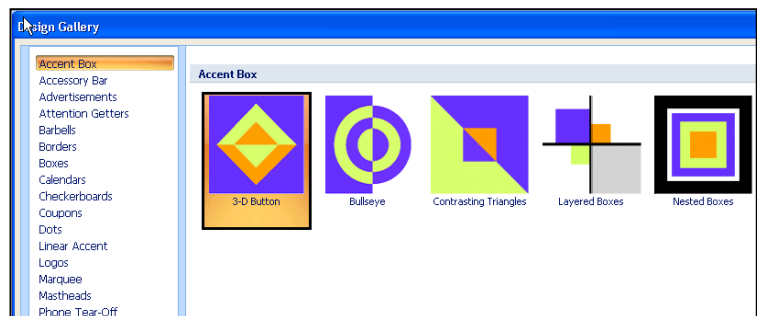 Design Gallery
Accent Box
Accessory Bar
Advertisements
Attention Getters
Barbells
Borders
Boxes
Calendars
Checkerboards
Coupons
Dots
Linear Accent
Logos
Marquee
Mastheads
Phone Tear-Off
Accent Box
3-D Button
Bullseye
Contrasting Triangles
Layered Boxes
Nested Boxes